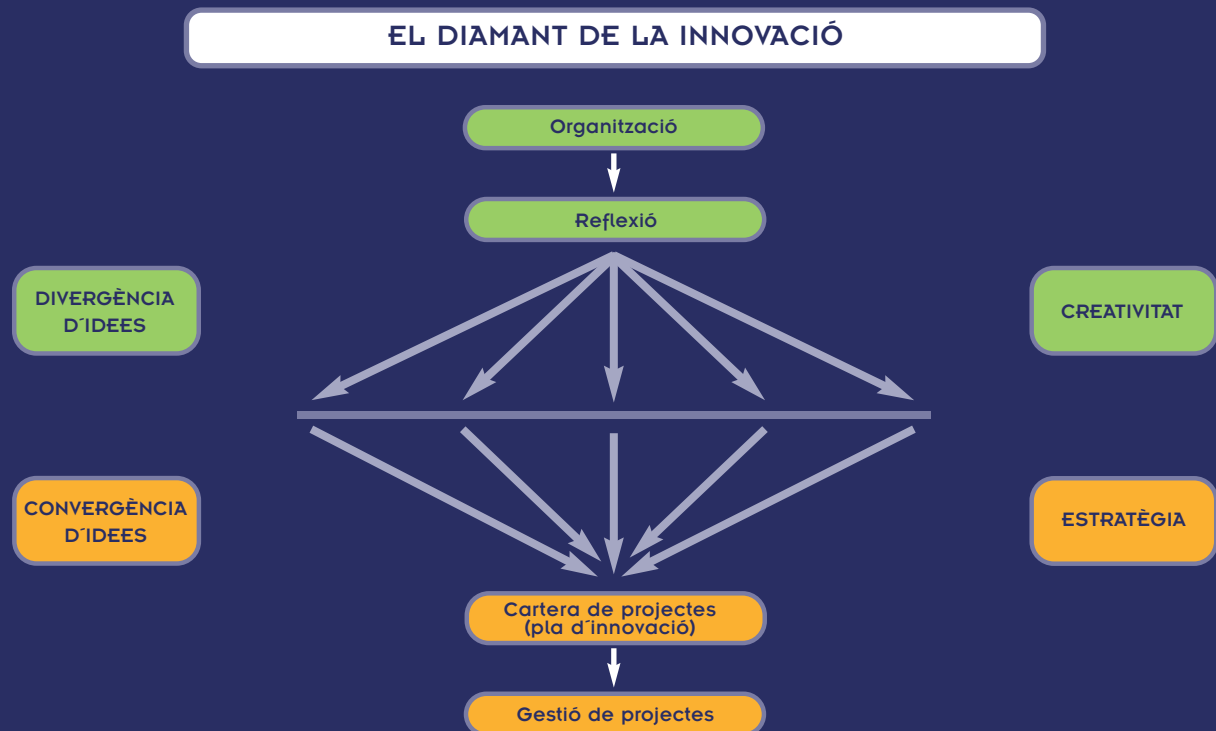 EL DIAMANT DE LA INNOVACIÓ
Organització
Reflexió
DIVERGÈNCIA
D´IDEES
CREATIVITAT
CONVERGÈNCIA
D´IDEES
ESTRATÈGIA
Cartera de projectes
(pla d´innovació)
Gestió de projectes